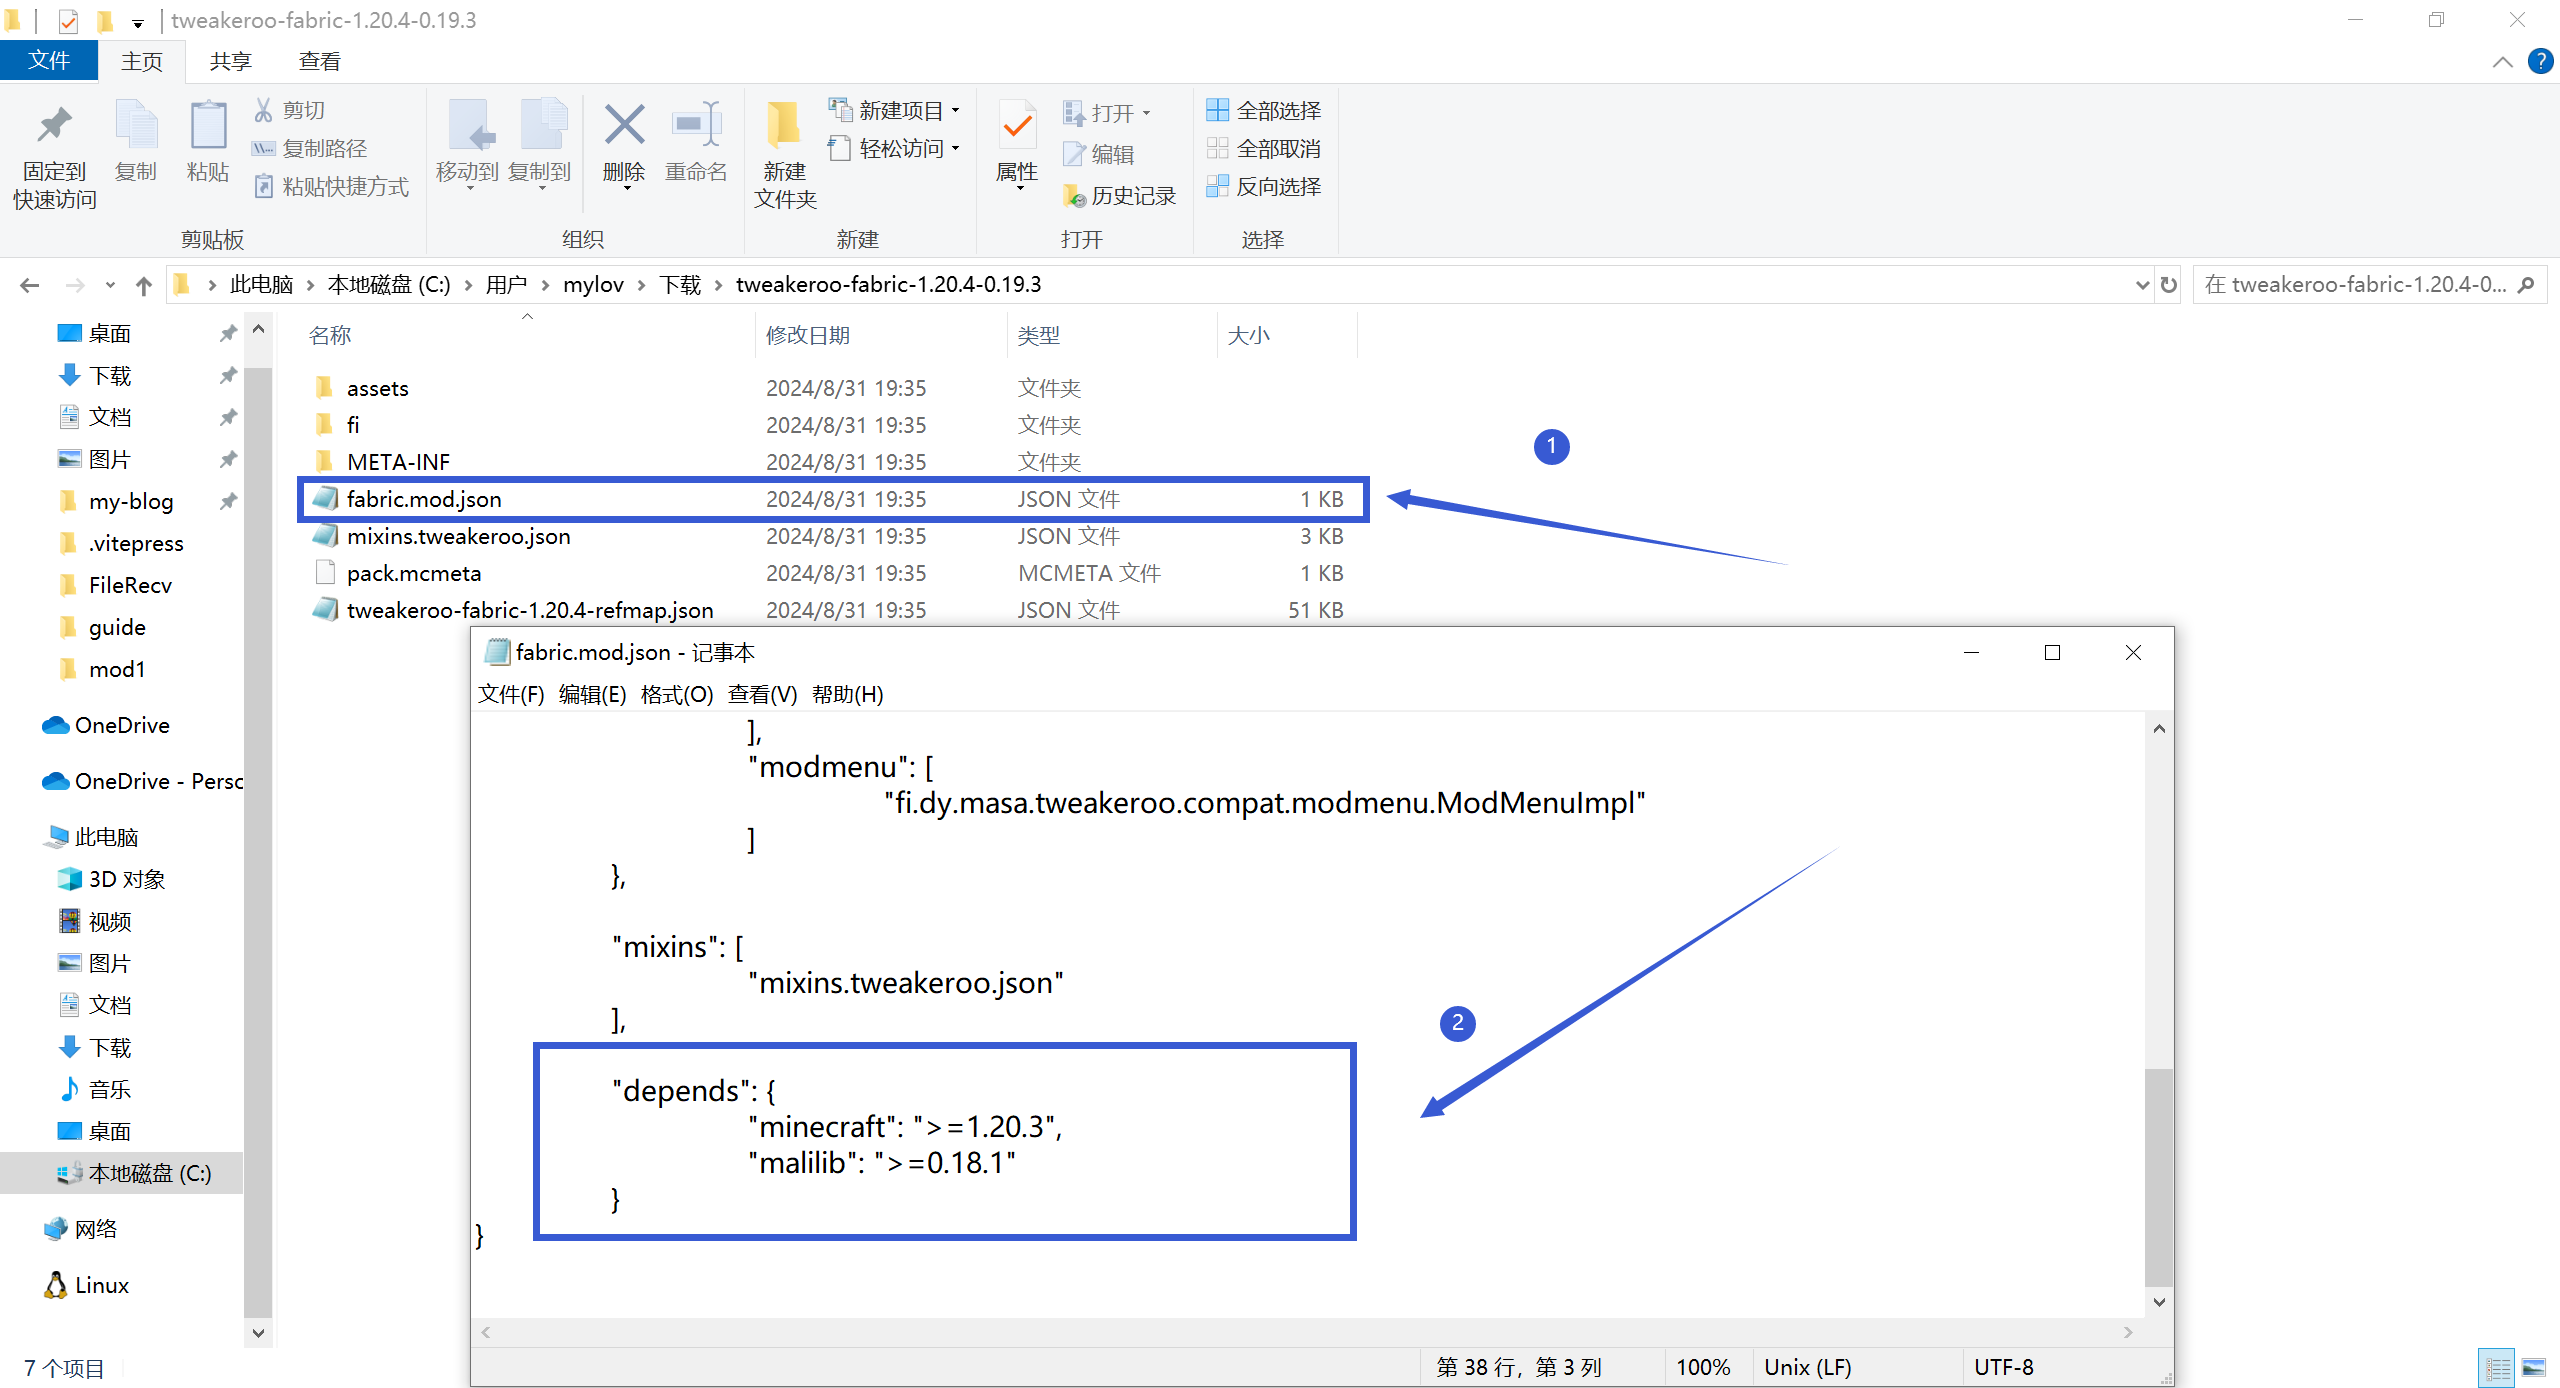 tweakeroo-fabric-1.20.4-0.19.3
文件 主页 共享 查看
固定到
快速访问
复制
粘贴
剪切
复制路径
粘贴快捷方式
剪贴板
移动到
复制到
删除
重命名
组织
新建
文件夹
新建项目
轻松访问
新建
属性
打开
编辑
历史记录
打开
全部选择
全部取消
反向选择
选择
此电脑 › 本地磁盘 (C:) › 用户 › mylov › 下载 › tweakeroo-fabric-1.20.4-0.19.3
在 tweakeroo-fabric-1.20.4-0...
桌面
下载
文档
图片
my-blog
.vitepress
FileRecv
guide
mod1
OneDrive
OneDrive - Persc
此电脑
3D 对象
视频
图片
文档
下载
音乐
桌面
本地磁盘 (C:)
网络
Linux
名称 修改日期 类型 大小
assets 2024/8/31 19:35 文件夹
fi 2024/8/31 19:35 文件夹
META-INF 2024/8/31 19:35 文件夹
fabric.mod.json 2024/8/31 19:35 JSON 文件 1 KB
mixins.tweakeroo.json 2024/8/31 19:35 JSON 文件 3 KB
pack.mcmeta 2024/8/31 19:35 MCMETA 文件 1 KB
tweakeroo-fabric-1.20.4-refmap.json 2024/8/31 19:35 JSON 文件 51 KB
1
fabric.mod.json - 记事本
文件(F) 编辑(E) 格式(O) 查看(V) 帮助(H)
],
"modmenu": [
"fi.dy.masa.tweakeroo.compat.modmenu.ModMenuImpl"
]
},
"mixins": [
"mixins.tweakeroo.json"
],
2
"depends": {
"minecraft": ">=1.20.3",
"malilib": ">=0.18.1"
}
}
第 38 行，第 3 列 100% Unix (LF) UTF-8
7 个项目